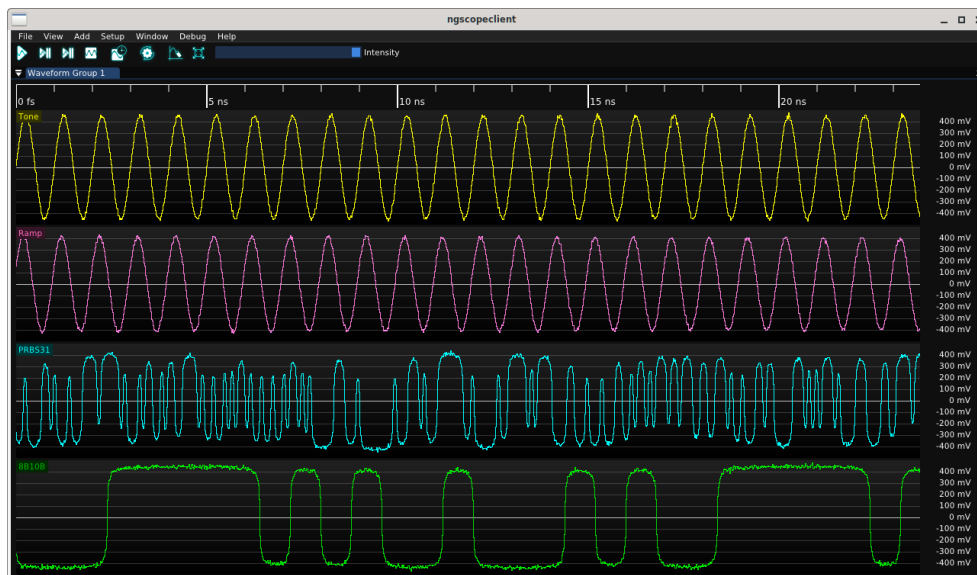 ngscopeclient
File View Add Setup Window Debug Help
Intensity
Waveform Group 1
0 fs 5 ns 10 ns 15 ns 20 ns
Tone
400 mV
300 mV
200 mV
100 mV
0 mV
-100 mV
-200 mV
-300 mV
-400 mV
Ramp
400 mV
300 mV
200 mV
100 mV
0 mV
-100 mV
-200 mV
-300 mV
-400 mV
PRBS31
400 mV
300 mV
200 mV
100 mV
0 mV
-100 mV
-200 mV
-300 mV
-400 mV
8B10B
400 mV
300 mV
200 mV
100 mV
0 mV
-100 mV
-200 mV
-300 mV
-400 mV